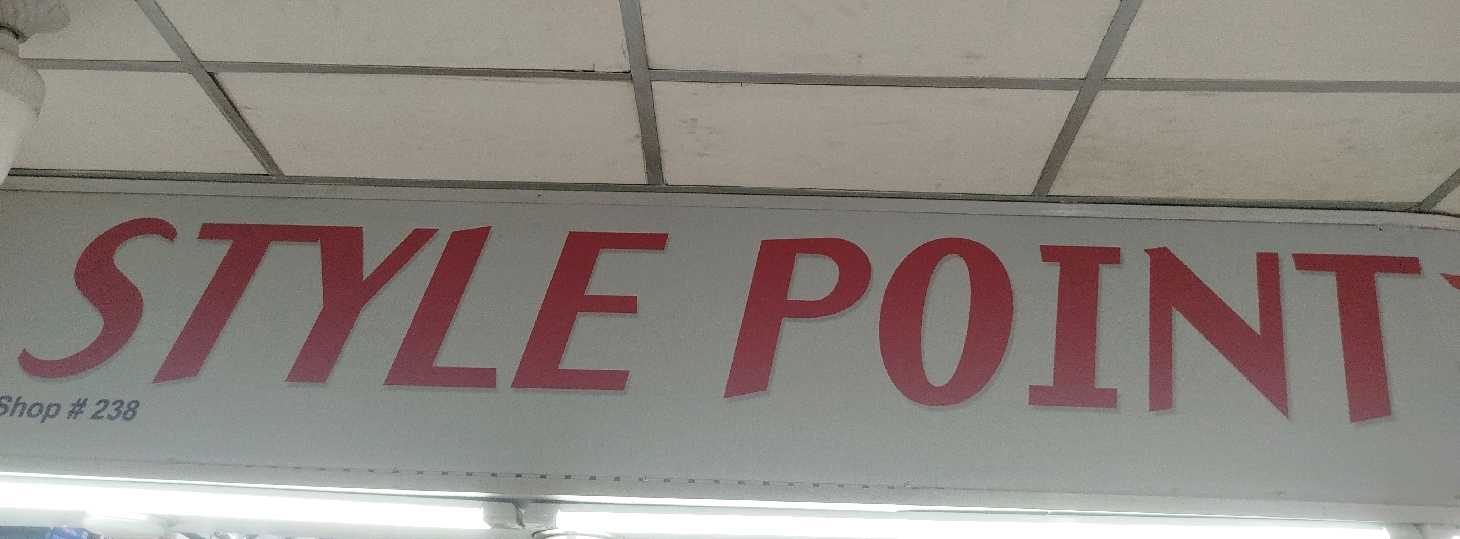 STYLE POINT
Shop # 238